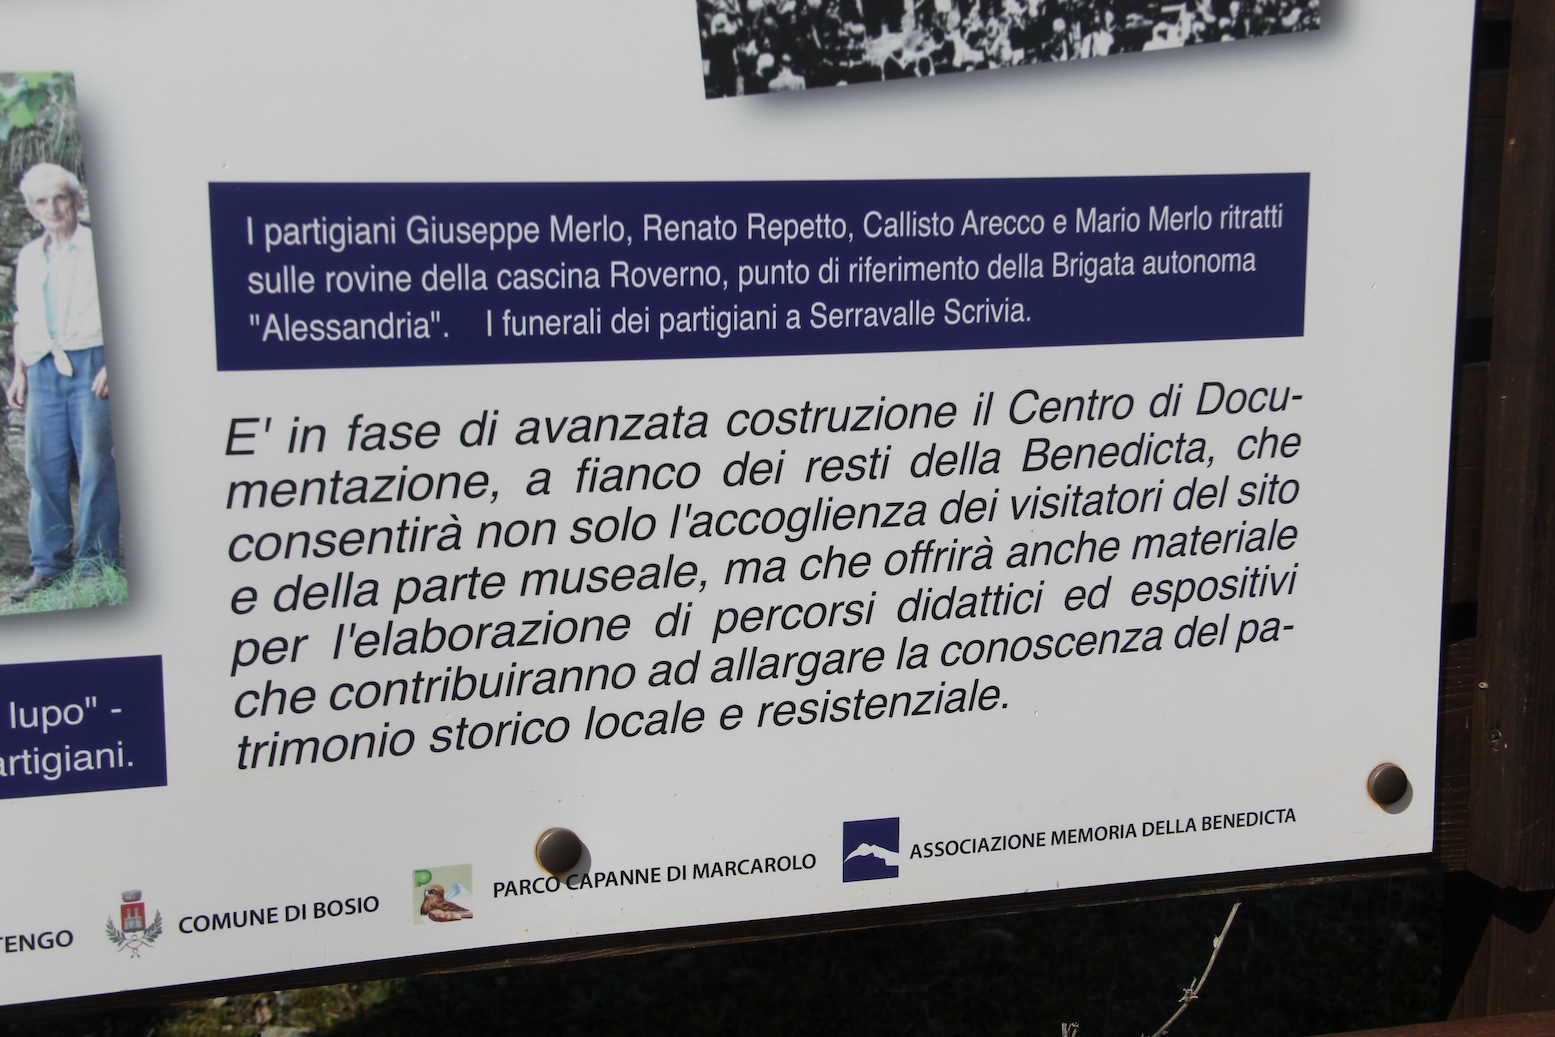 I partigiani Giuseppe Merlo, Renato Repetto, Callisto Arecco e Mario Merlo ritratti
sulle rovine della cascina Roverno, punto di riferimento della Brigata autonoma
"Alessandria". I funerali dei partigiani a Serravalle Scrivia.
E' in fase di avanzata costruzione il Centro di Docu-
mentazione, a fianco dei resti della Benedicta, che
consentirà non solo l'accoglienza dei visitatori del sito
e della parte museale, ma che offrirà anche materiale
per l'elaborazione di percorsi didattici ed espositivi
che contribuiranno ad allargare la conoscenza del pa-
trimonio storico locale e resistenziale.
lupo" -
artigiani.
TENGO
COMUNE DI BOSIO
PARCO CAPANNE DI MARCAROLO
ASSOCIAZIONE MEMORIA DELLA BENEDICTA